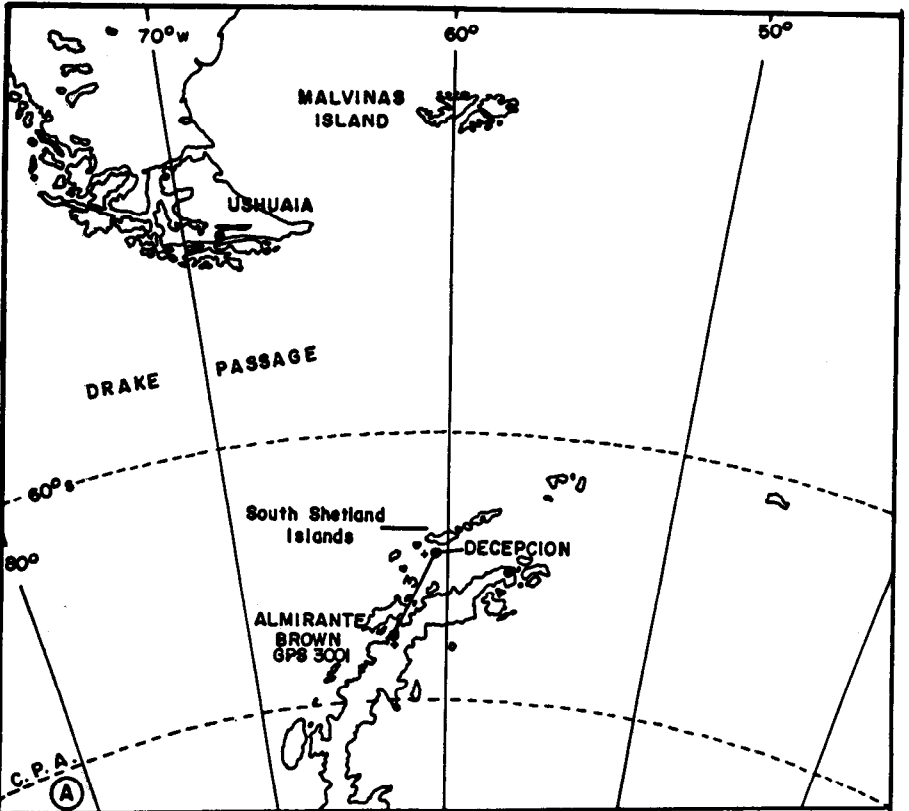 70°W
60°
50°
MALVINAS
ISLAND
USHUAIA
DRAKE PASSAGE
60°S
South Shetland
Islands
DECEPCION
80°
ALMIRANTE
BROWN
GPS 3001
C. P. A.
A